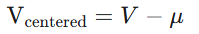 V_centered = V − μ